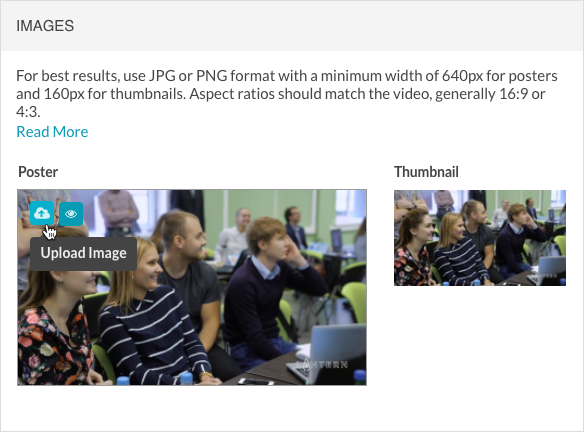 IMAGES
For best results, use JPG or PNG format with a minimum width of 640px for posters
and 160px for thumbnails. Aspect ratios should match the video, generally 16:9 or
4:3.
Read More
Poster
Thumbnail
Upload Image
LANTERN